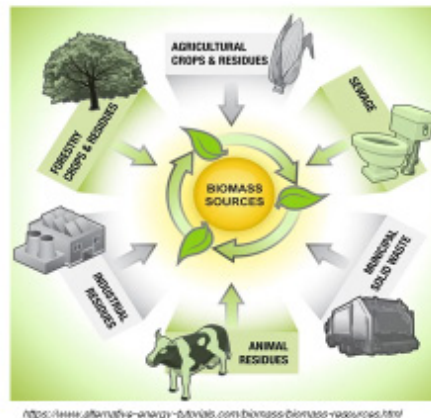 AGRICULTURAL
CROPS & RESIDUES
SEWAGE
FORESTRY
CROPS & RESIDUES
BIOMASS
SOURCES
INDUSTRIAL
RESIDUES
MUNICIPAL
SOLID WASTE
ANIMAL
RESIDUES
https://www.alternative-energy-tutorials.com/biomass/biomass-resources.html